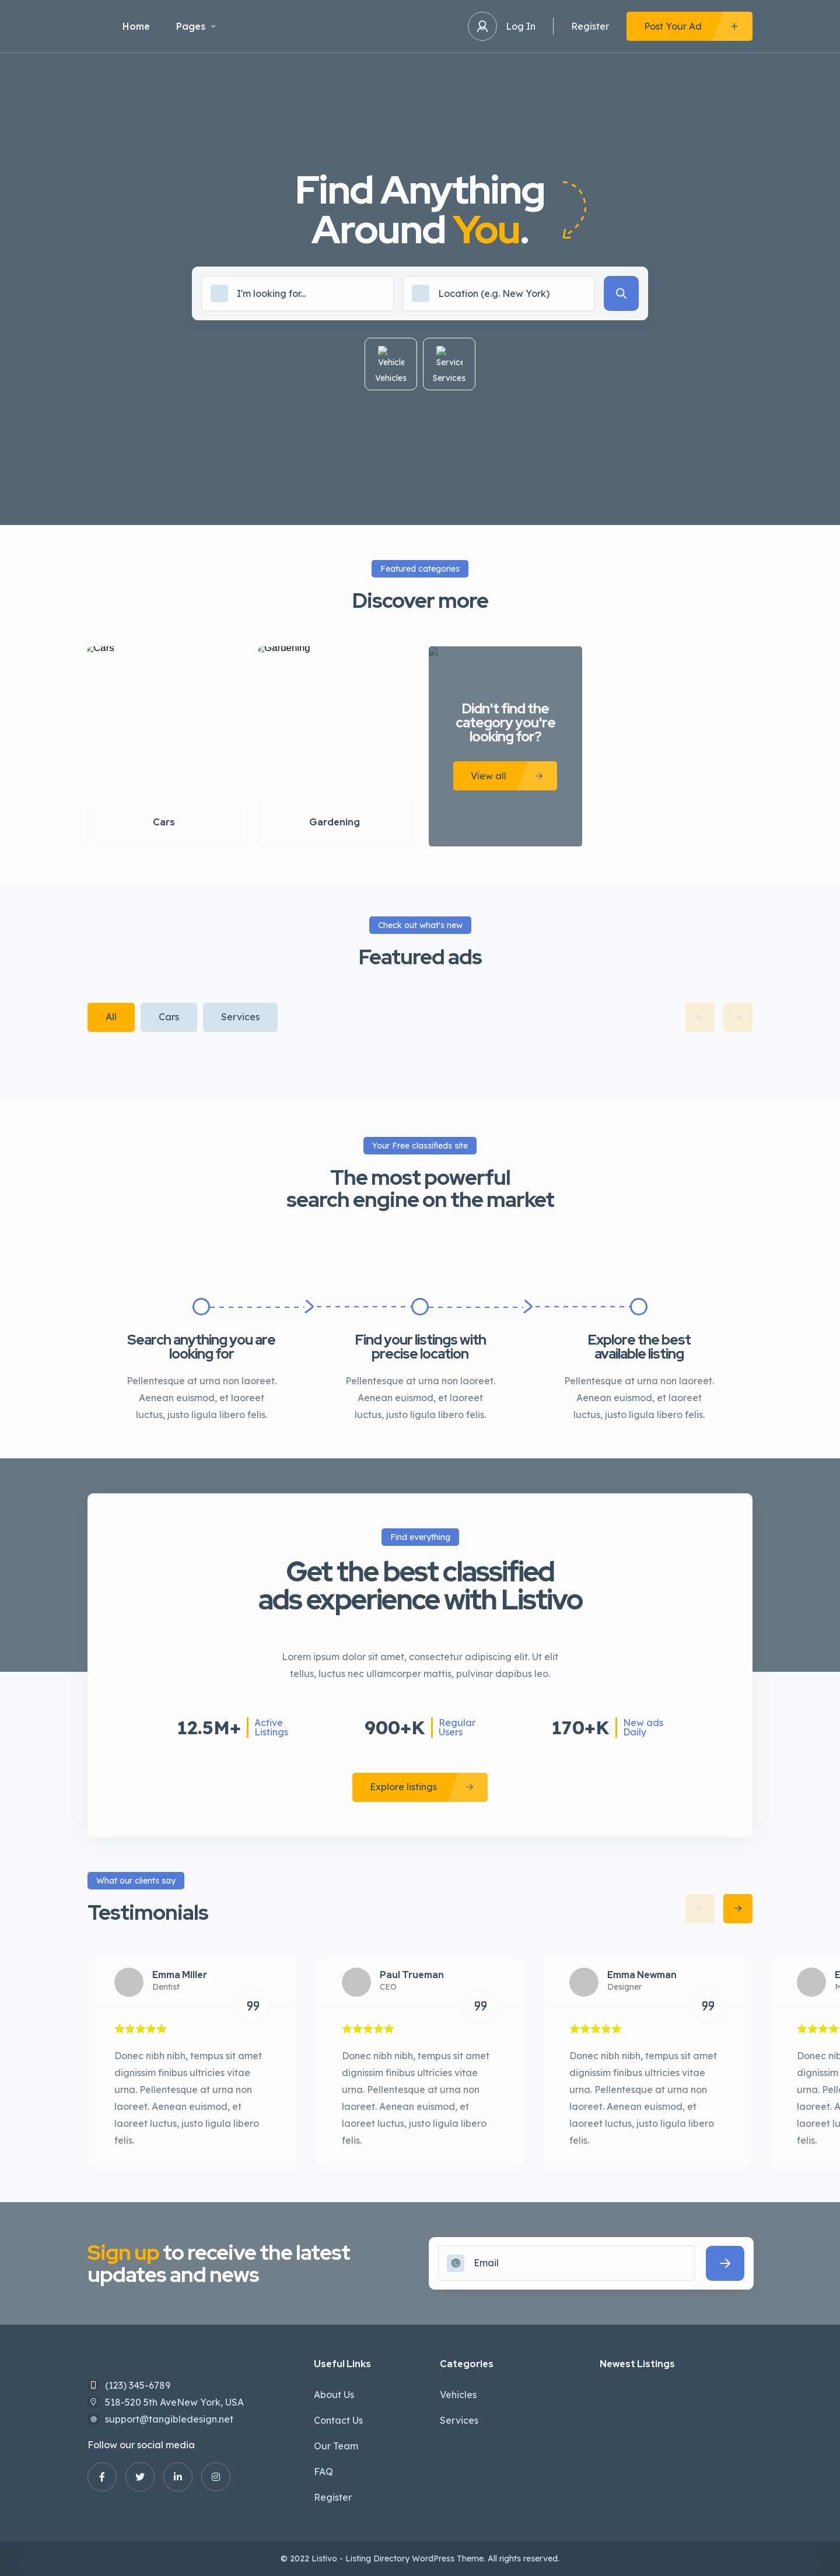 Home
Pages
Log In
Register
Post Your Ad
Find Anything
Around You.
I'm looking for...
Location (e.g. New York)
Vehicle
Vehicles
Service
Services
Featured categories
Discover more
Cars
Gardening
Didn't find the
category you're
looking for?
View all
Cars
Gardening
Check out what's new
Featured ads
All
Cars
Services
Your Free classifieds site
The most powerful
search engine on the market
Search anything you are
looking for
Pellentesque at urna non laoreet.
Aenean euismod, et laoreet
luctus, justo ligula libero felis.
Find your listings with
precise location
Pellentesque at urna non laoreet.
Aenean euismod, et laoreet
luctus, justo ligula libero felis.
Explore the best
available listing
Pellentesque at urna non laoreet.
Aenean euismod, et laoreet
luctus, justo ligula libero felis.
Find everything
Get the best classified
ads experience with Listivo
Lorem ipsum dolor sit amet, consectetur adipiscing elit. Ut elit
tellus, luctus nec ullamcorper mattis, pulvinar dapibus leo.
12.5M+
Active
Listings
900+K
Regular
Users
170+K
New ads
Daily
Explore listings
What our clients say
Testimonials
Emma Miller
Dentist
Donec nibh nibh, tempus sit amet
dignissim finibus ultricies vitae
urna. Pellentesque at urna non
laoreet. Aenean euismod, et
laoreet luctus, justo ligula libero
felis.
Paul Trueman
CEO
Donec nibh nibh, tempus sit amet
dignissim finibus ultricies vitae
urna. Pellentesque at urna non
laoreet. Aenean euismod, et
laoreet luctus, justo ligula libero
felis.
Emma Newman
Designer
Donec nibh nibh, tempus sit amet
dignissim finibus ultricies vitae
urna. Pellentesque at urna non
laoreet. Aenean euismod, et
laoreet luctus, justo ligula libero
felis.
Donec
dignissim
urna.
laoreet.
laoreet
felis.
Sign up to receive the latest
updates and news
Email
(123) 345-6789
518-520 5th AveNew York, USA
support@tangibledesign.net
Follow our social media
Useful Links
About Us
Contact Us
Our Team
FAQ
Register
Categories
Vehicles
Services
Newest Listings
© 2022 Listivo - Listing Directory WordPress Theme. All rights reserved.